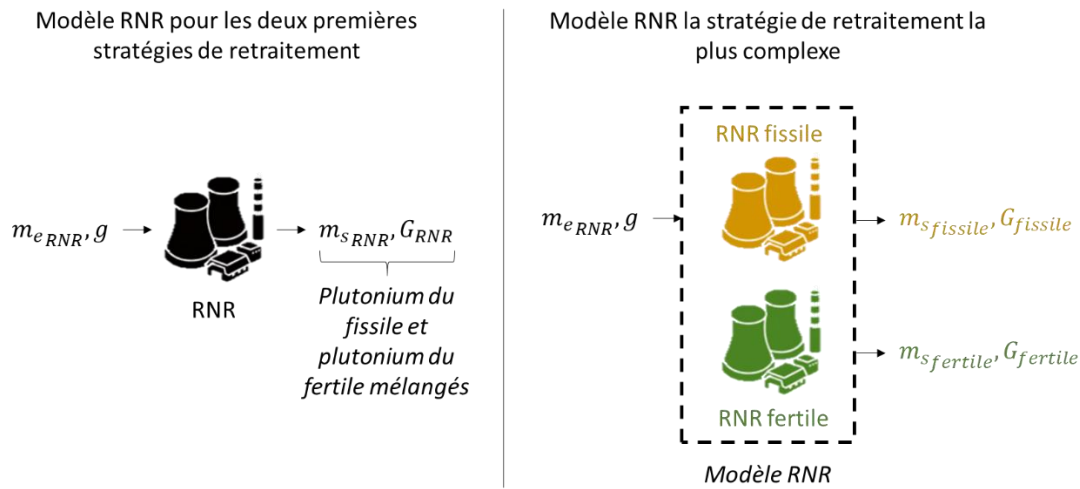 Modèle RNR pour les deux premières
stratégies de retraitement
m_{e_{RNR}}, g
RNR
m_{s_{RNR}}, G_{RNR}
Plutonium du
fissile et
plutonium du
fertile mélangés
Modèle RNR la stratégie de retraitement la
plus complexe
m_{e_{RNR}}, g
RNR fissile
m_{s_{fissile}}, G_{fissile}
RNR fertile
m_{s_{fertile}}, G_{fertile}
Modèle RNR